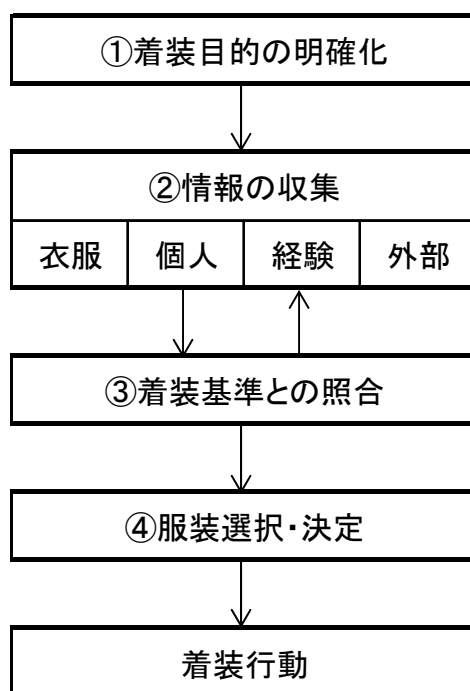 ①着装目的の明確化
②情報の収集
衣服 個人 経験 外部
③着装基準との照合
④服装選択・決定
着装行動